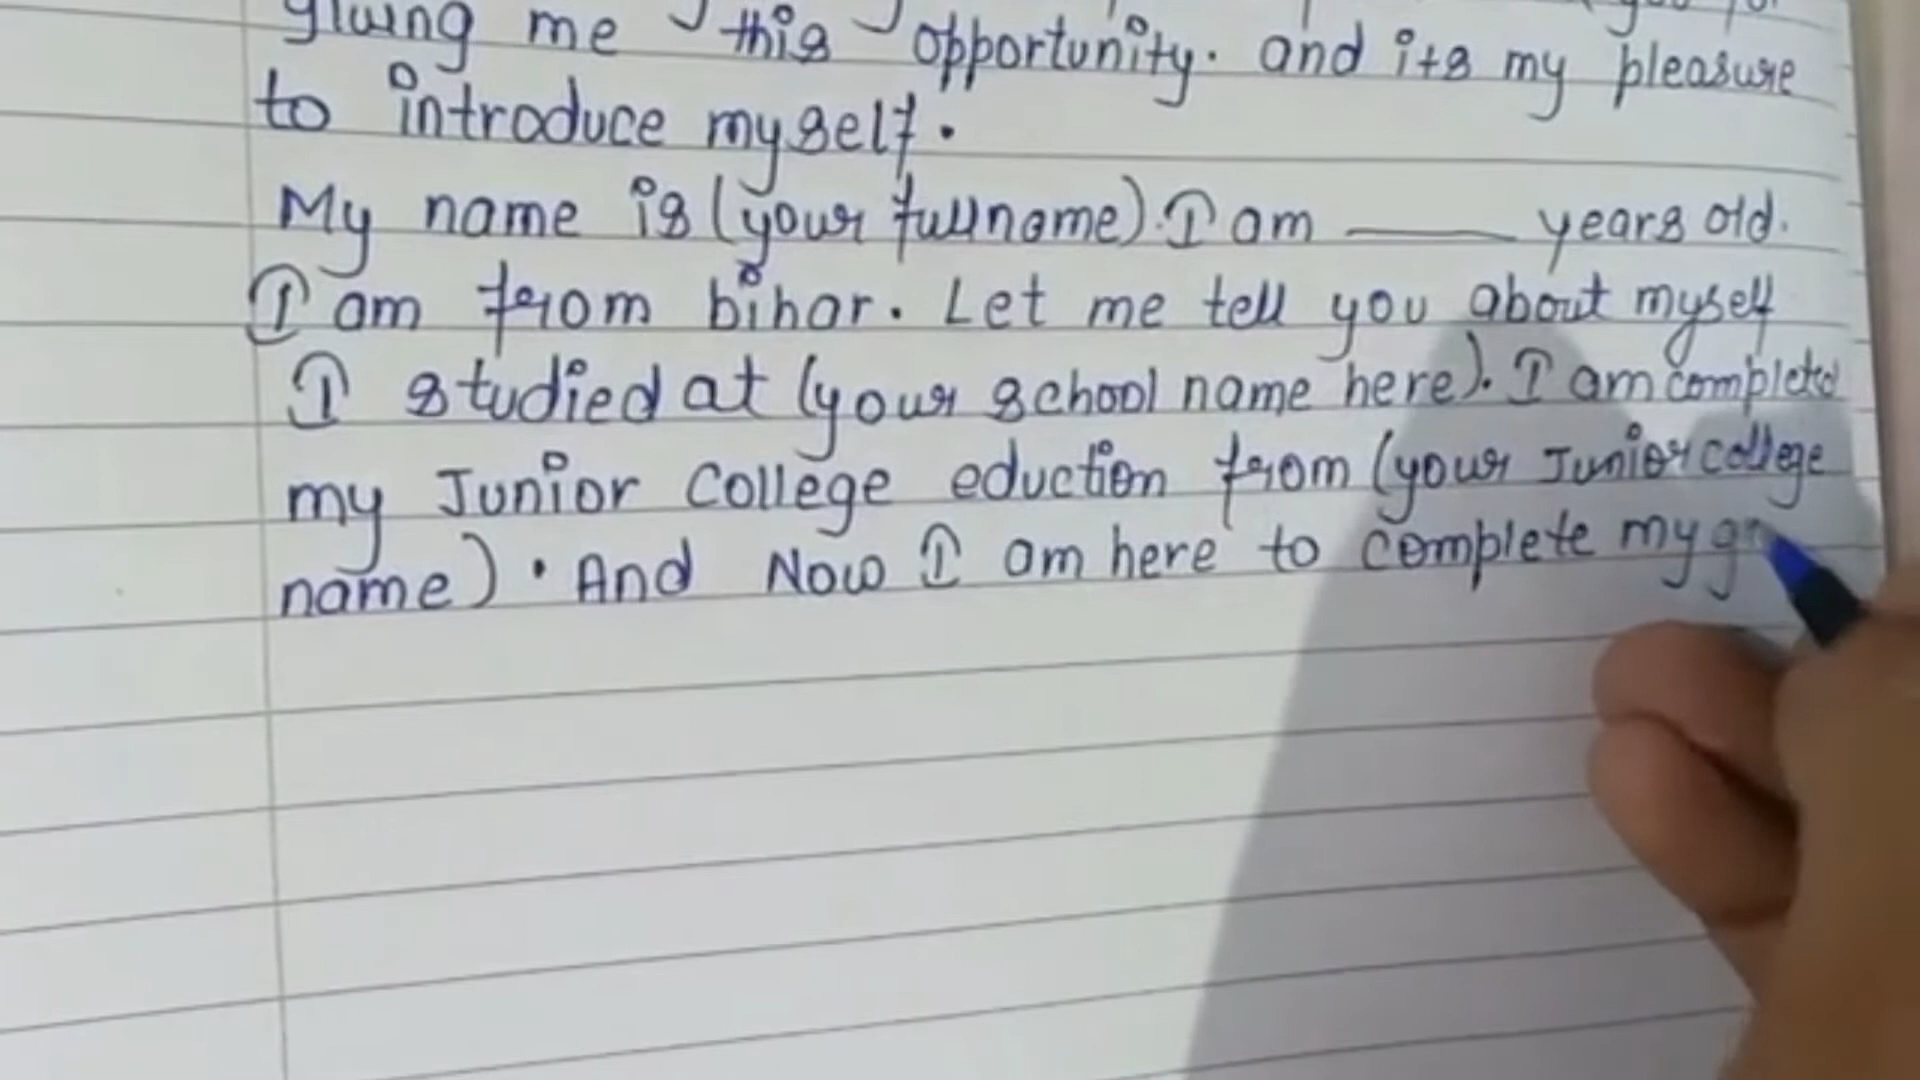 giving me this opportunity. and its my pleasure
to introduce myself.
My name is (your fullname). I am ___ years old.
I am from bihar. Let me tell you about myself
I studied at (your school name here). I am completed
my Junior College eduction from (your Junior college
name). And Now I am here to complete my